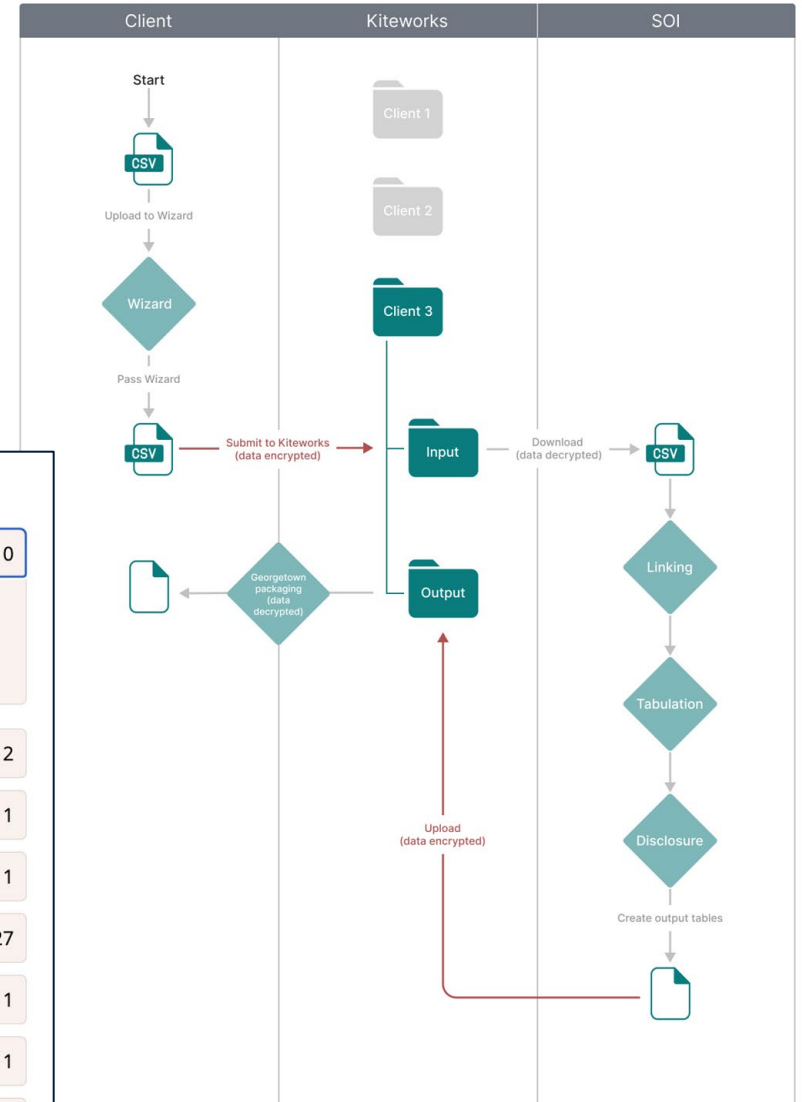 Client
Kiteworks
SOI
Start
CSV
Upload to Wizard
Wizard
Pass Wizard
CSV
Submit to Kiteworks
(data encrypted)
Client 1
Client 2
Client 3
Input
Download
(data decrypted)
CSV
Linking
Georgetown
packaging
(data
decrypted)
Output
Tabulation
Upload
(data encrypted)
Disclosure
Create output tables
0
2
1
1
27
1
1